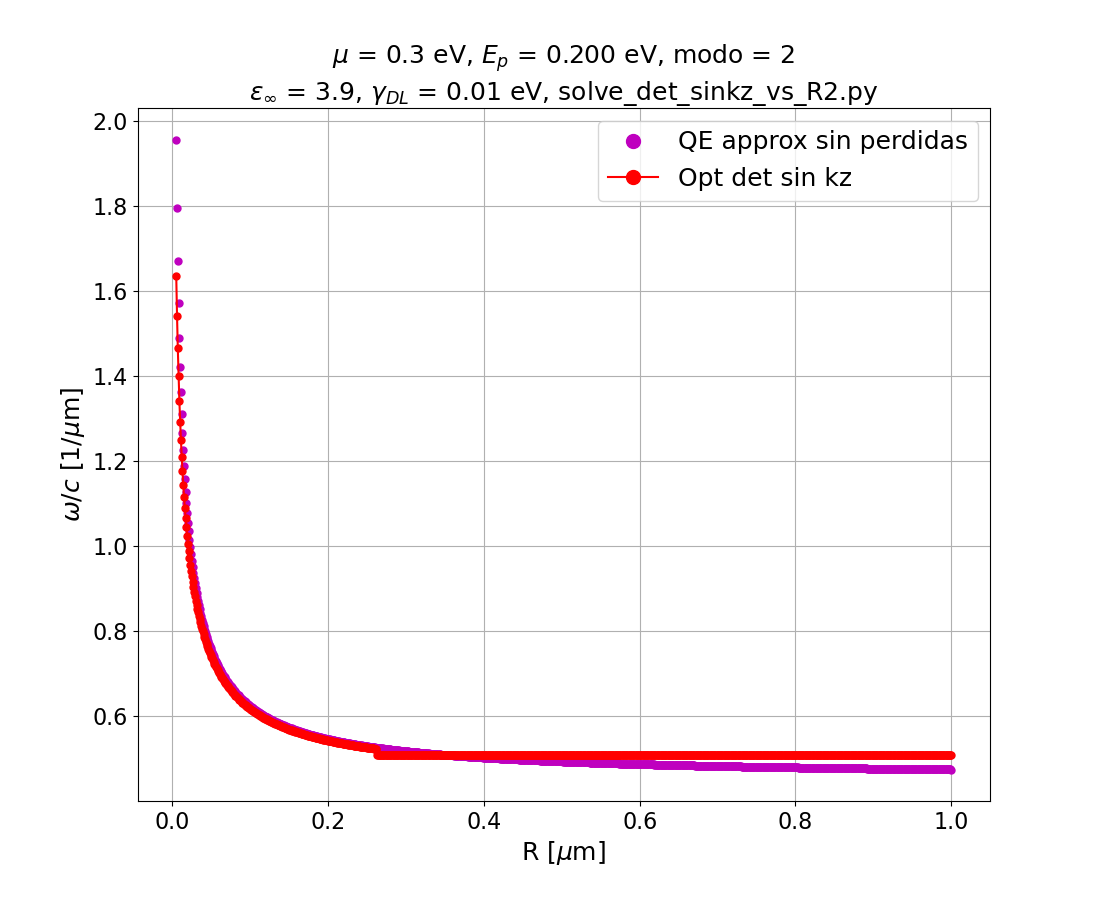 μ = 0.3 eV, E_p = 0.200 eV, modo = 2
ε_∞ = 3.9, γ_DL = 0.01 eV, solve_det_sinkz_vs_R2.py
QE approx sin perdidas
Opt det sin kz
2.0
1.8
1.6
1.4
1.2
1.0
0.8
0.6
ω/c [1/μm]
0.0 0.2 0.4 0.6 0.8 1.0
R [μm]